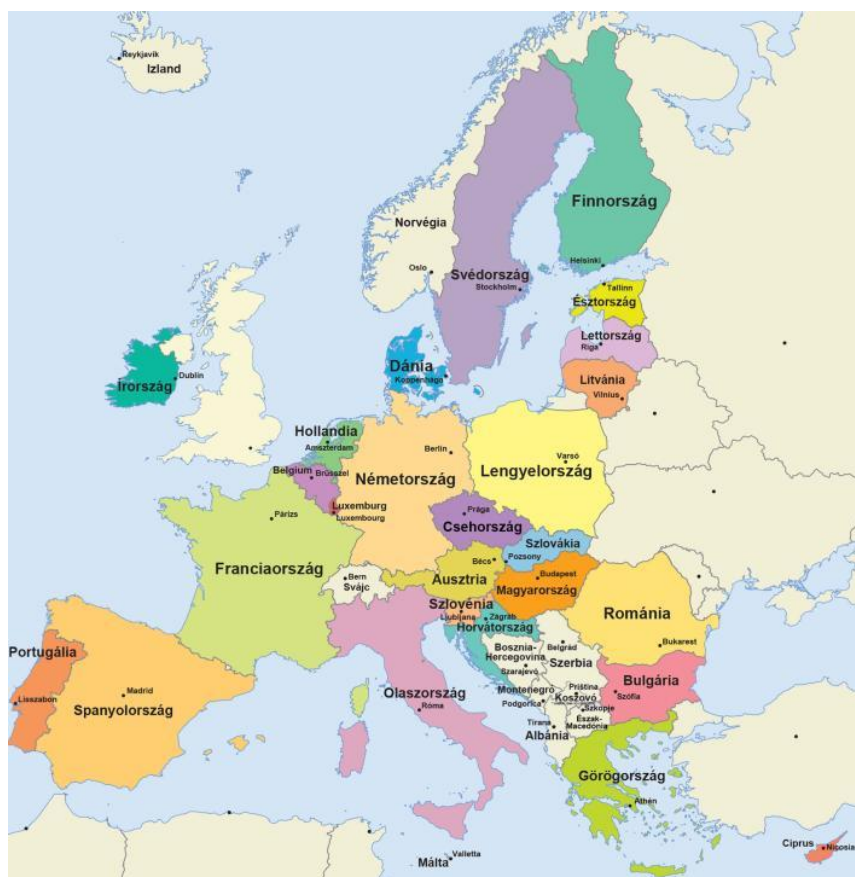 Reykjavík
Izland
Norvégia
Finnország
Oslo
Helsinki
Svédország
Stockholm
Tallinn
Észtország
Lettország
Riga
Dánia
Koppenhága
Litvánia
Vilnius
Dublin
Írország
Hollandia
Amszterdam
Berlin
Varsó
Lengyelország
Belgium
Brüsszel
Németország
Luxemburg
Luxembourg
Prága
Csehország
Párizs
Szlovákia
Pozsony
Bécs
Franciaország
Bern
Svájc
Ausztria
Budapest
Magyarország
Szlovénia
Ljubljana
Zágráb
Horvátország
Románia
Bukarest
Bosznia-
Hercegovina
Szarajevó
Belgrád
Szerbia
Portugália
Lisszabon
Madrid
Spanyolország
Olaszország
Róma
Montenegró
Podgorica
Priština
Koszovó
Bulgária
Szófia
Szkopje
Észak-
Macedónia
Tirana
Albánia
Görögország
Athén
Málta
Valletta
Ciprus
Nicosia